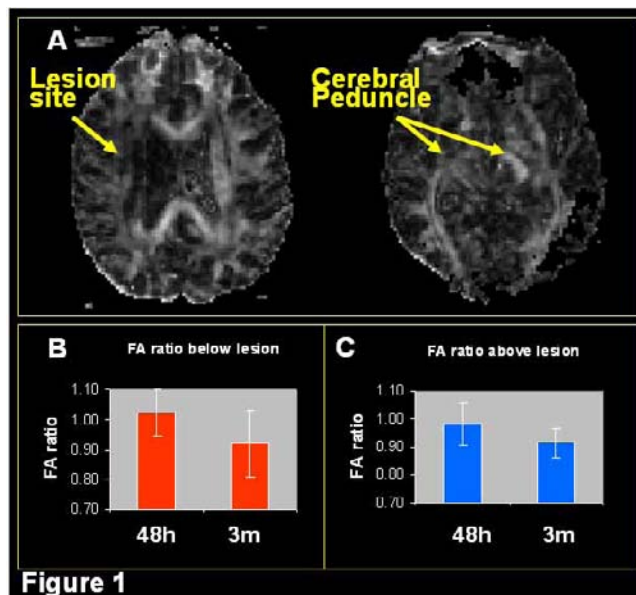 A
Lesion
site
Cerebral
Peduncle
B
FA ratio below lesion
FA ratio
1.10
1.00
0.90
0.80
0.70
48h 3m
C
FA ratio above lesion
FA ratio
1.10
1.00
0.90
0.80
0.70
48h 3m
Figure 1